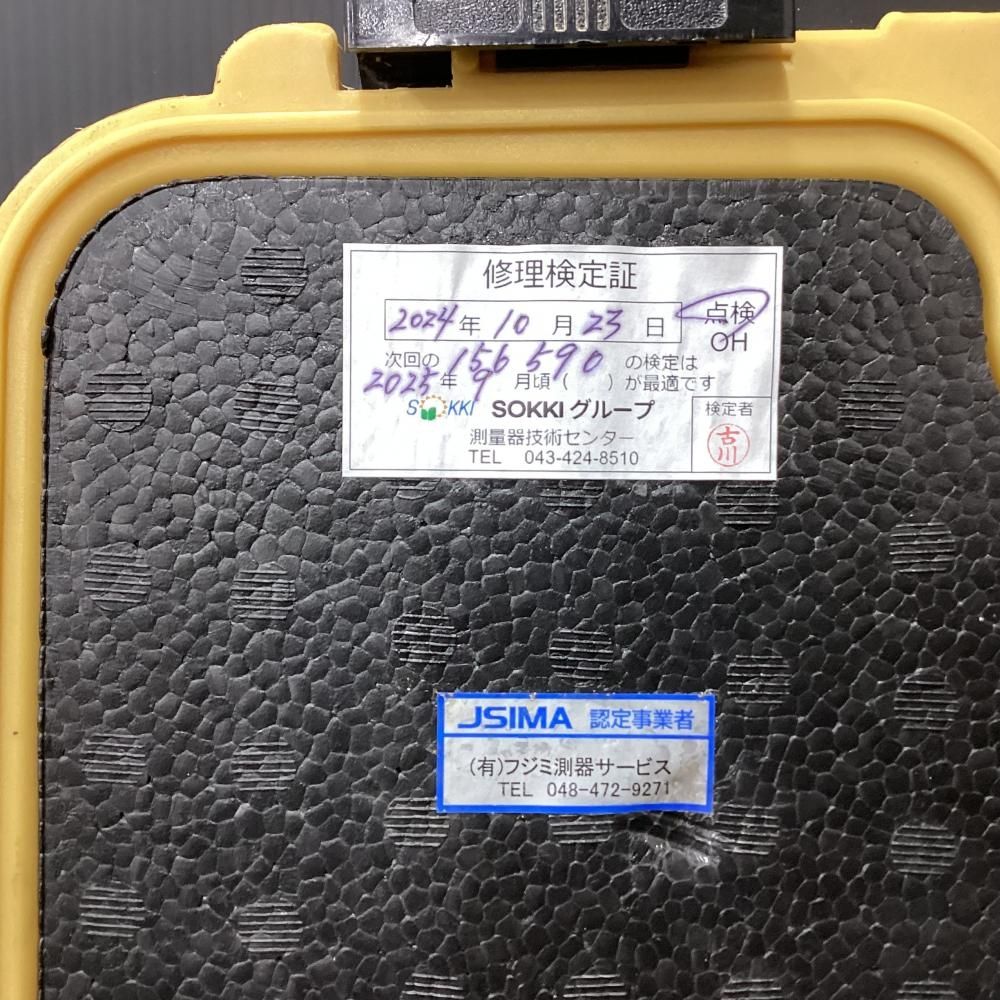 修理検定証
2024年 10月 23日 点検
OH
次回の 156590 の検定は
2025年 9月頃 ( ) が最適です
SOKKI SOKKIグループ 検定者
測量器技術センター 古川
TEL 043-424-8510
JSIMA 認定事業者
(有)フジミ測器サービス
TEL 048-472-9271